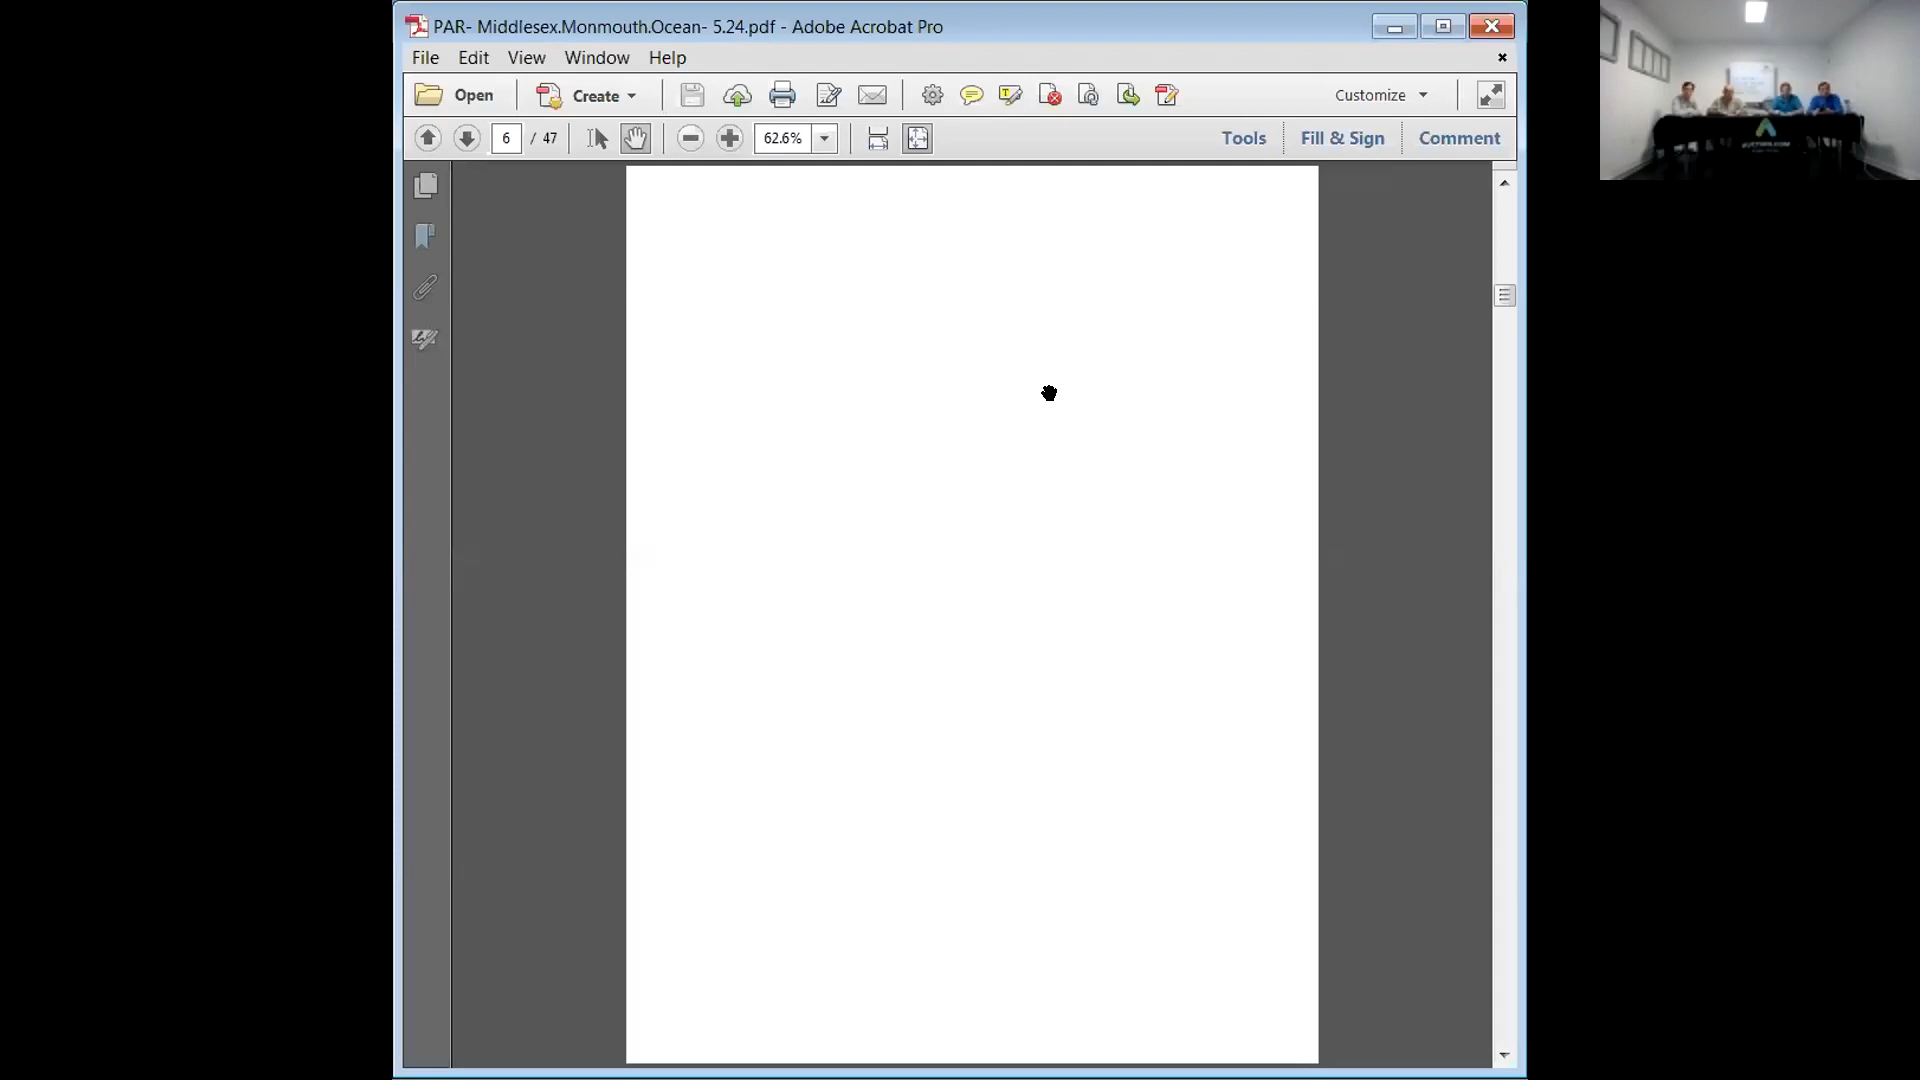 PAR- Middlesex.Monmouth.Ocean- 5.24.pdf - Adobe Acrobat Pro
File Edit View Window Help
Open Create Customize
6 / 47 62.6% Tools Fill & Sign Comment